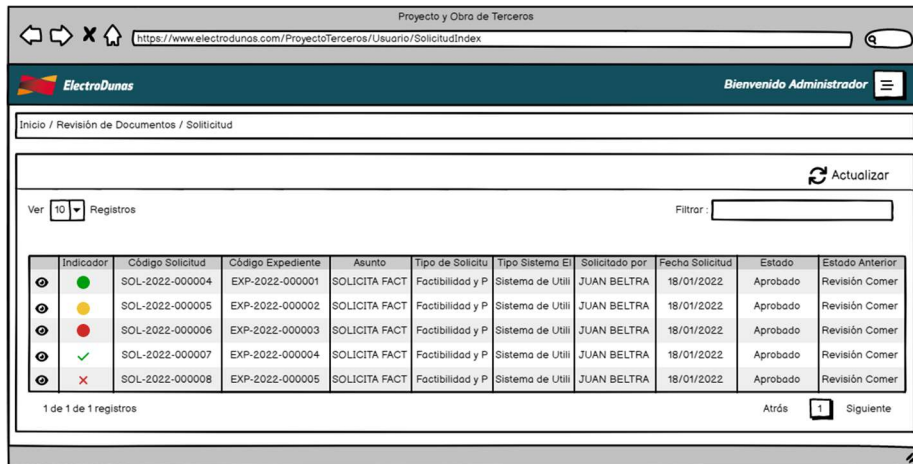 Proyecto y Obra de Terceros
https://www.electrodunas.com/ProyectoTerceros/Usuario/SolicitudIndex
ElectroDunas Bienvenido Administrador
Inicio / Revisión de Documentos / Soliticitud
Actualizar
Ver 10 Registros Filtrar :
Indicador Código Solicitud Código Expediente Asunto Tipo de Solicitu Tipo Sistema El Solicitado por Fecha Solicitud Estado Estado Anterior
SOL-2022-000004 EXP-2022-000001 SOLICITA FACT Factibilidad y P Sistema de Utili JUAN BELTRA 18/01/2022 Aprobado Revisión Comer
SOL-2022-000005 EXP-2022-000002 SOLICITA FACT Factibilidad y P Sistema de Utili JUAN BELTRA 18/01/2022 Aprobado Revisión Comer
SOL-2022-000006 EXP-2022-000003 SOLICITA FACT Factibilidad y P Sistema de Utili JUAN BELTRA 18/01/2022 Aprobado Revisión Comer
SOL-2022-000007 EXP-2022-000004 SOLICITA FACT Factibilidad y P Sistema de Utili JUAN BELTRA 18/01/2022 Aprobado Revisión Comer
SOL-2022-000008 EXP-2022-000005 SOLICITA FACT Factibilidad y P Sistema de Utili JUAN BELTRA 18/01/2022 Aprobado Revisión Comer
1 de 1 de 1 registros Atrás 1 Siguiente